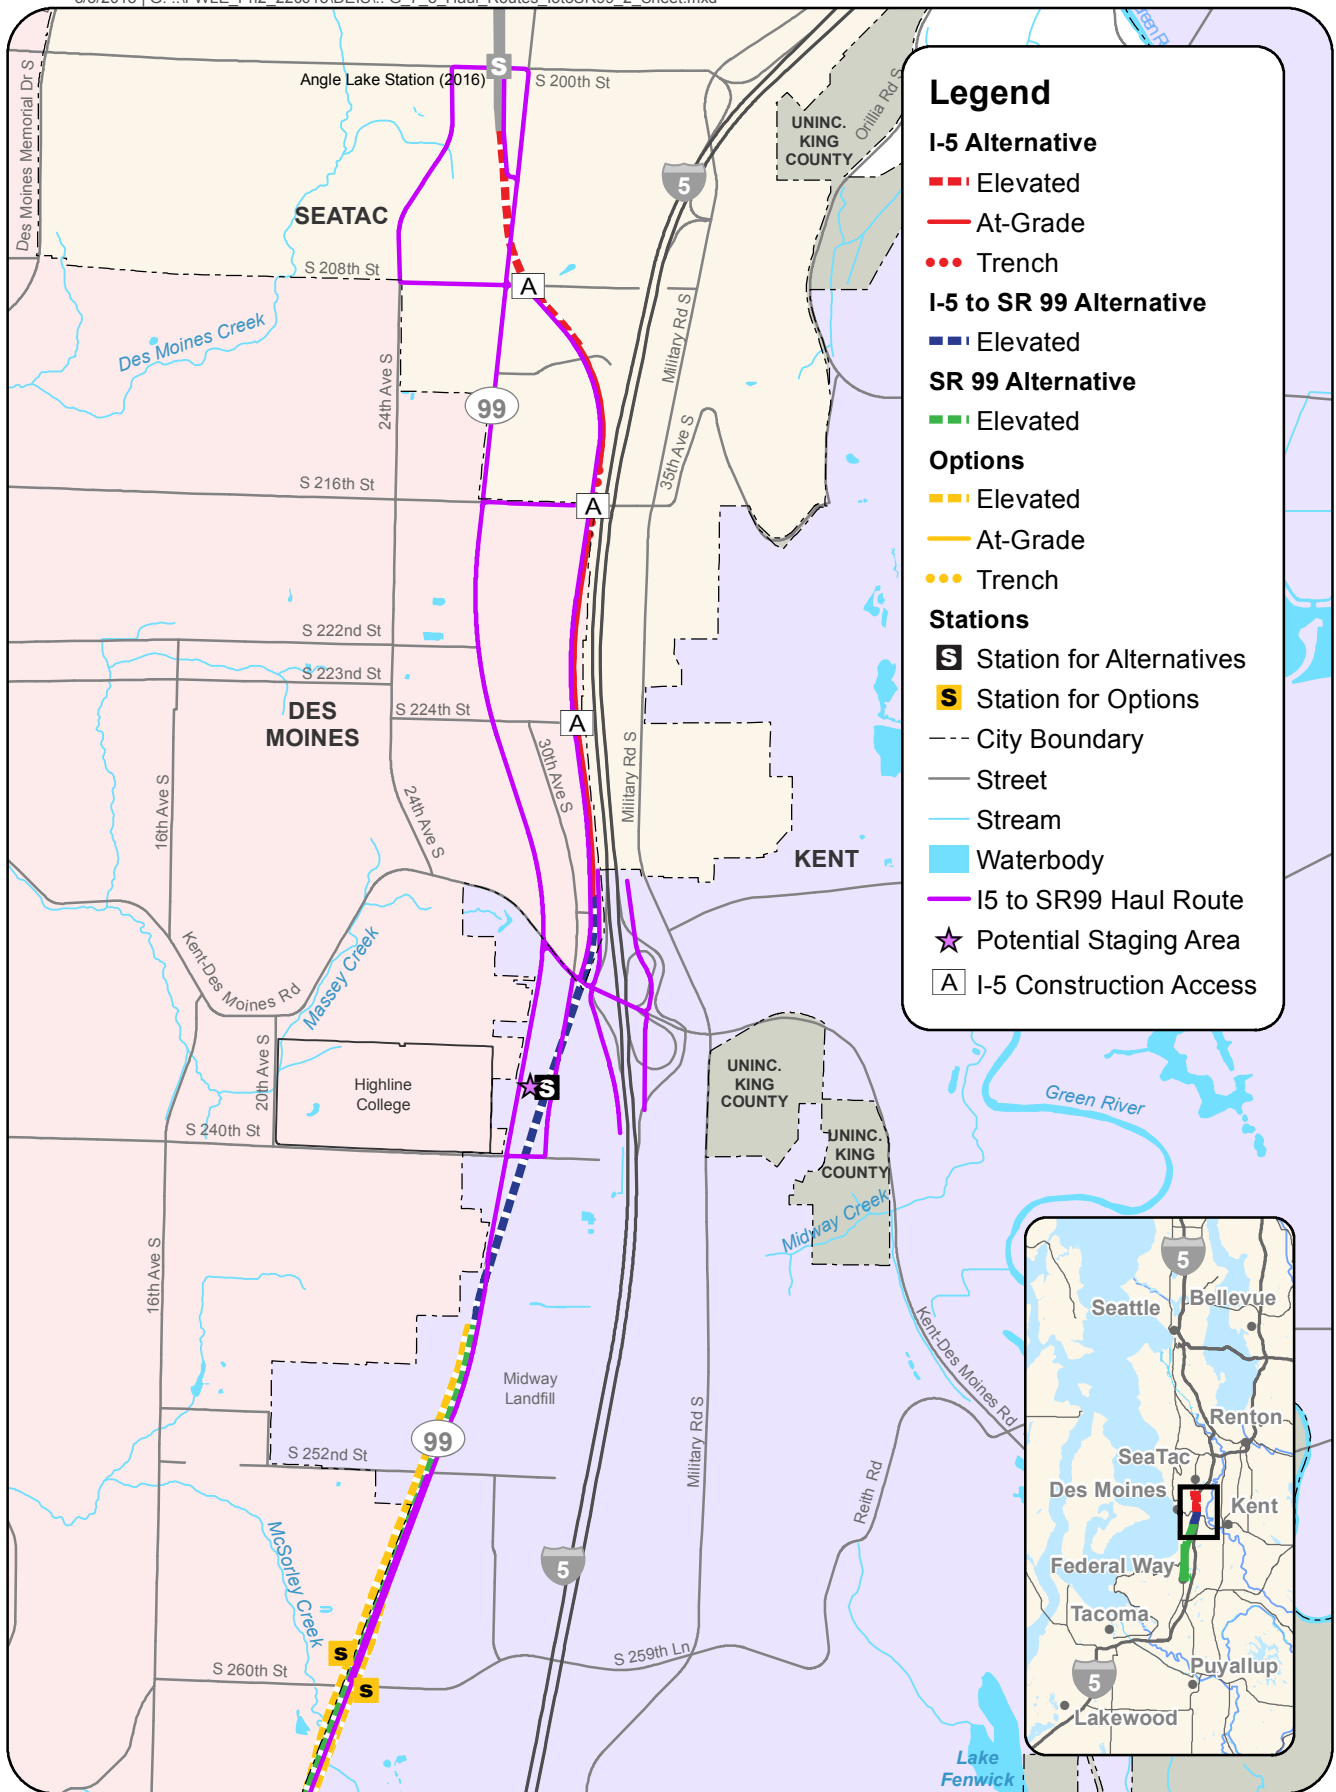 Angle Lake Station (2016)
S
S 200th St
Des Moines Memorial Dr S
UNINC.
KING
COUNTY
Orillia Rd S
5
SEATAC
S 208th St
A
Des Moines Creek
24th Ave S
Military Rd S
99
35th Ave S
S 216th St
A
S 222nd St
S 223rd St
DES
MOINES
S 224th St
A
30th Ave S
Military Rd S
16th Ave S
24th Ave S
KENT
Kent-Des Moines Rd
Massey Creek
20th Ave S
Highline
College
S
S 240th St
UNINC.
KING
COUNTY
UNINC.
KING
COUNTY
Green River
Midway Creek
16th Ave S
Kent-Des Moines Rd
Midway
Landfill
99
S 252nd St
Military Rd S
Reith Rd
McSorley Creek
5
S
S 260th St
S
S 259th Ln
Lake
Fenwick
Legend
I-5 Alternative
Elevated
At-Grade
Trench
I-5 to SR 99 Alternative
Elevated
SR 99 Alternative
Elevated
Options
Elevated
At-Grade
Trench
Stations
S Station for Alternatives
S Station for Options
City Boundary
Street
Stream
Waterbody
I5 to SR99 Haul Route
Potential Staging Area
A I-5 Construction Access
5
Seattle
Bellevue
Renton
SeaTac
Des Moines
Kent
Federal Way
Tacoma
Puyallup
5
Lakewood